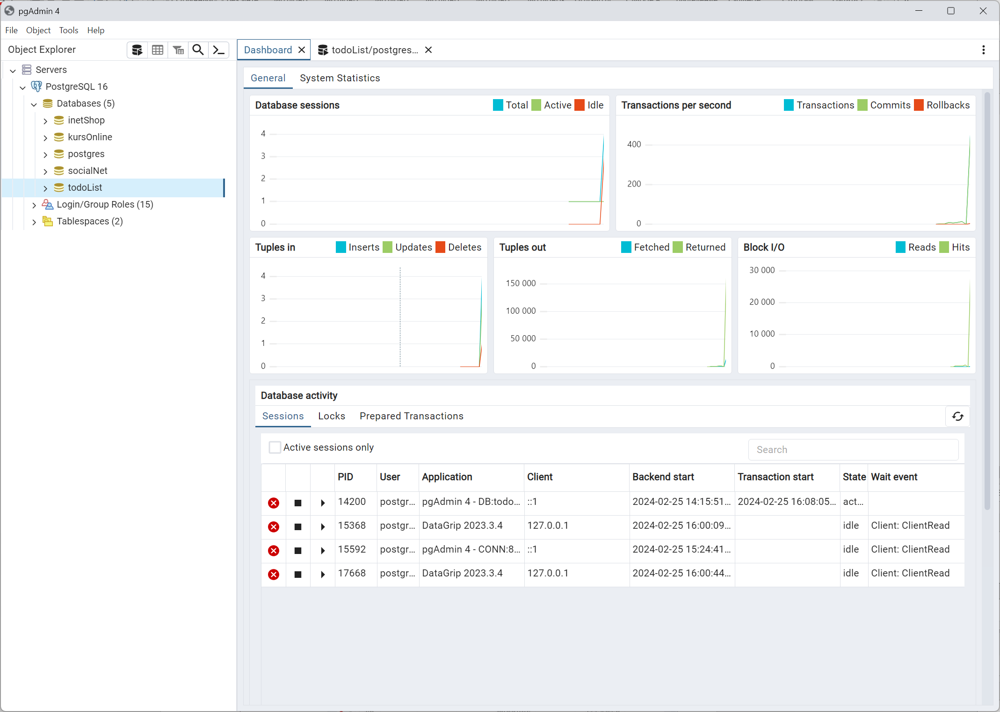 pgAdmin 4
File Object Tools Help
Object Explorer
Dashboard
todoList/postgres...
Servers
PostgreSQL 16
Databases (5)
inetShop
kursOnline
postgres
socialNet
todoList
Login/Group Roles (15)
Tablespaces (2)
General System Statistics
Database sessions Total Active Idle
4
3
2
1
0
Transactions per second Transactions Commits Rollbacks
400
200
0
Tuples in Inserts Updates Deletes
4
3
2
1
0
Tuples out Fetched Returned
150 000
100 000
50 000
0
Block I/O Reads Hits
30 000
20 000
10 000
0
Database activity
Sessions Locks Prepared Transactions
Active sessions only
Search
PID User Application Client Backend start Transaction start State Wait event
14200 postgr... pgAdmin 4 - DB:todo... ::1 2024-02-25 14:15:51... 2024-02-25 16:08:05... act...
15368 postgr... DataGrip 2023.3.4 127.0.0.1 2024-02-25 16:00:09... idle Client: ClientRead
15592 postgr... pgAdmin 4 - CONN:8... ::1 2024-02-25 15:24:41... idle Client: ClientRead
17668 postgr... DataGrip 2023.3.4 127.0.0.1 2024-02-25 16:00:44... idle Client: ClientRead